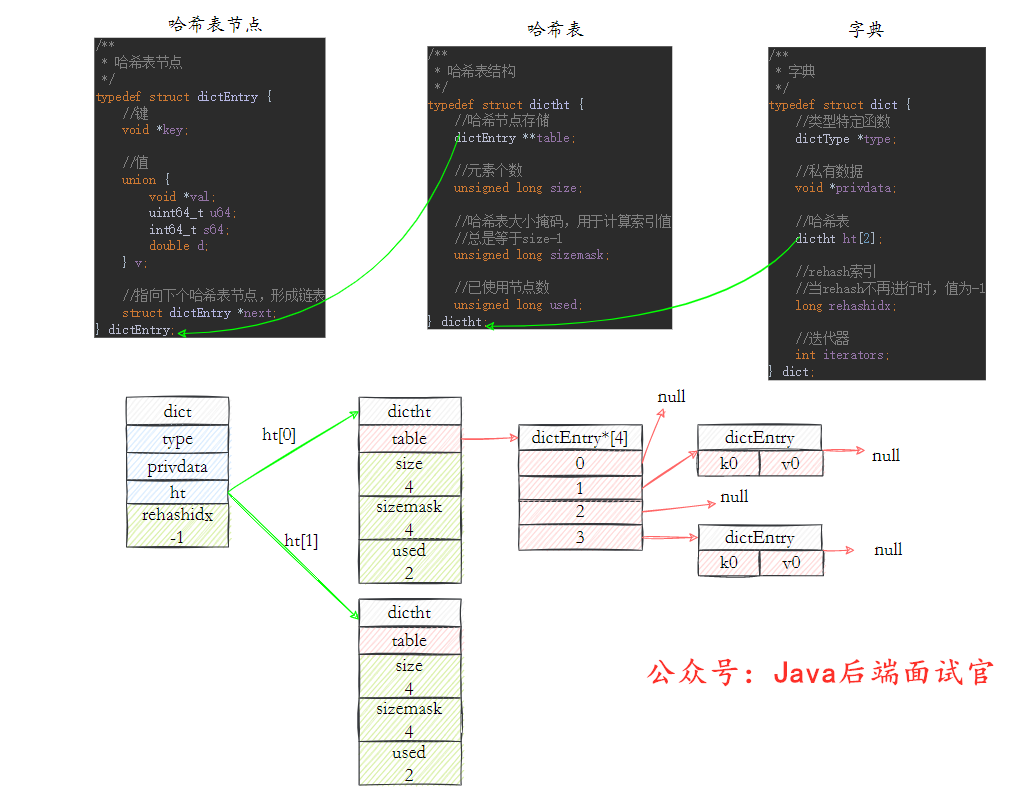 哈希表节点
/**
 * 哈希表节点
 */
typedef struct dictEntry {
//键
void *key;
//值
union {
void *val;
uint64_t u64;
int64_t s64;
double d;
} v;
//指向下个哈希表节点，形成链表
struct dictEntry *next;
} dictEntry;
哈希表
/**
 * 哈希表结构
 */
typedef struct dictht {
//哈希节点存储
dictEntry **table;
//元素个数
unsigned long size;
//哈希表大小掩码，用于计算索引值
//总是等于size-1
unsigned long sizemask;
//已使用节点数
unsigned long used;
} dictht;
字典
/**
 * 字典
 */
typedef struct dict {
//类型特定函数
dictType *type;
//私有数据
void *privdata;
//哈希表
dictht ht[2];
//rehash索引
//当rehash不再进行时，值为-1
long rehashidx;
//迭代器
int iterators;
} dict;
dict
type
privdata
ht
rehashidx
-1
ht[0]
ht[1]
dictht
table
size
4
sizemask
4
used
2
dictEntry*[4]
0
1
2
3
null
dictEntry
k0 v0
null
null
dictEntry
k0 v0
null
dictht
table
size
4
sizemask
4
used
2
公众号：Java后端面试官